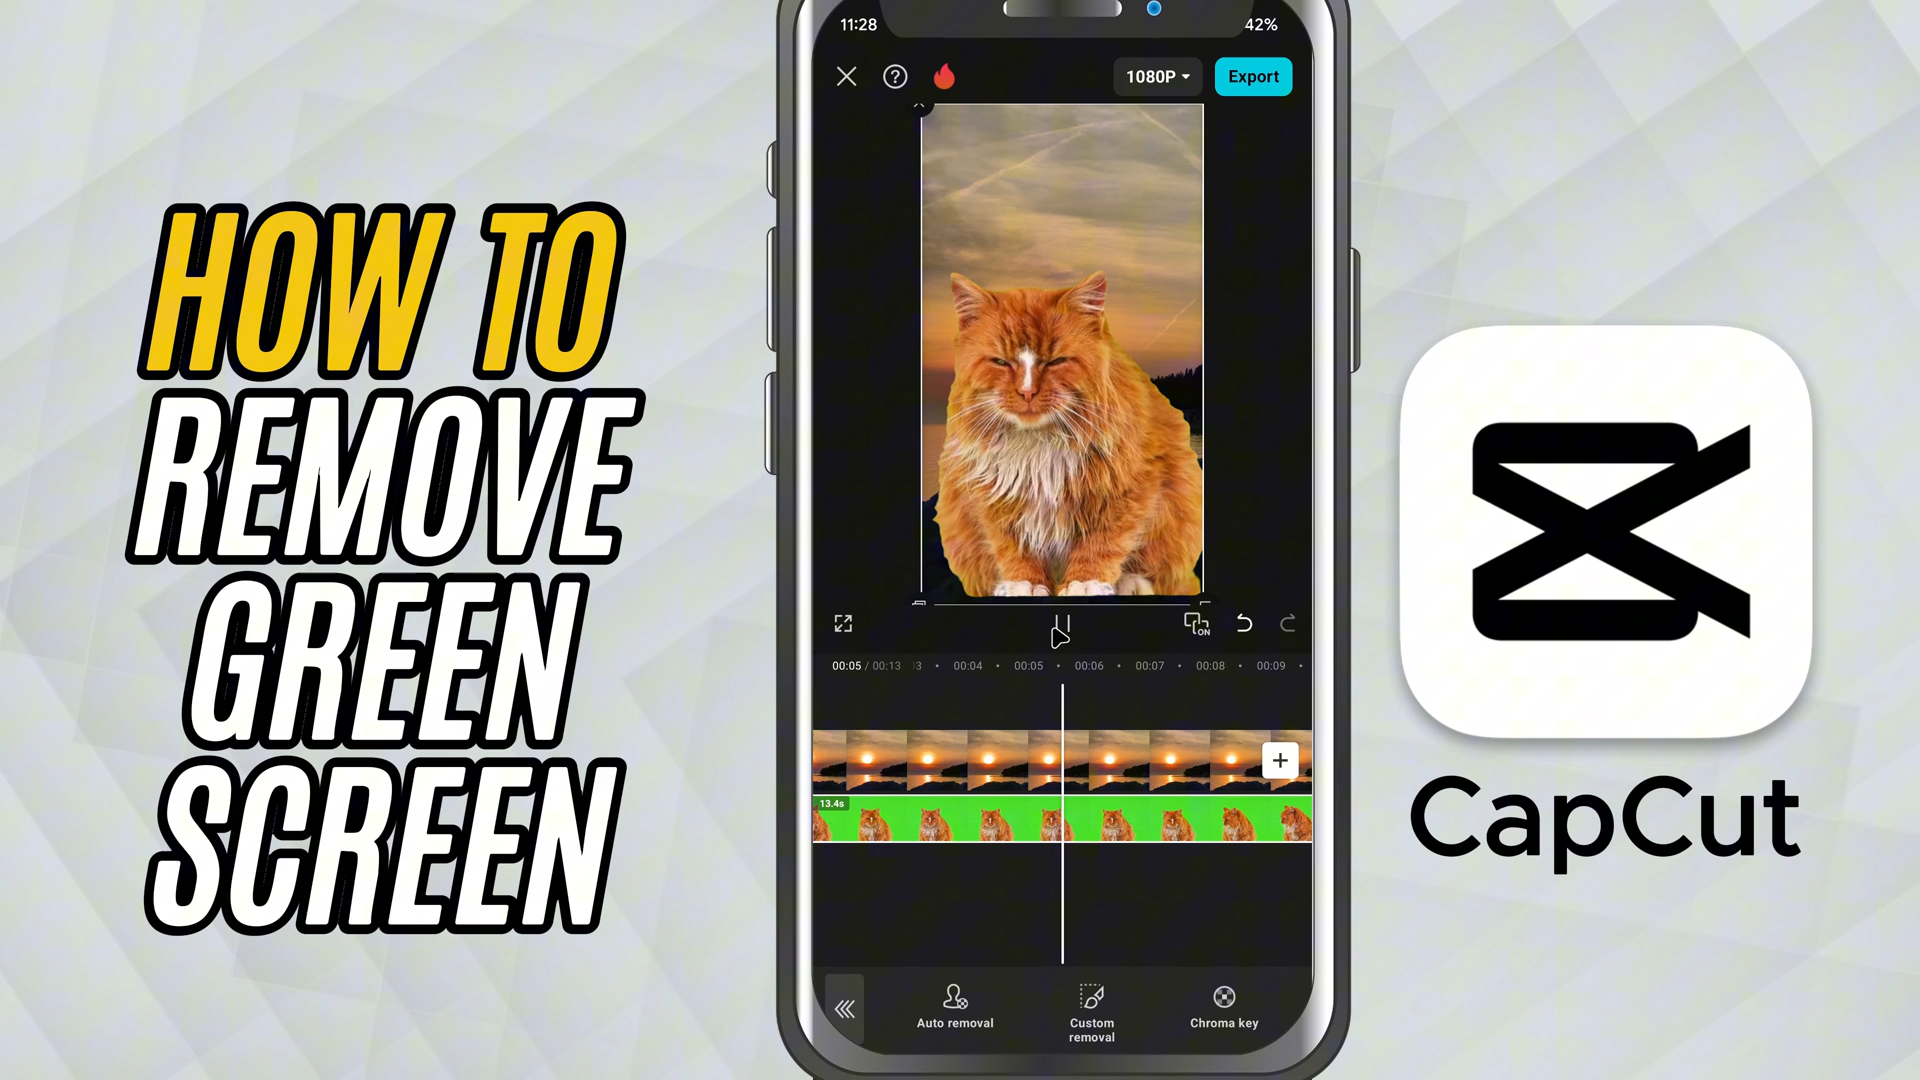 HOW TO
REMOVE
GREEN
SCREEN
11:28
42%
1080P
Export
ON
00:05 / 00:13
00:04
00:05
00:06
00:07
00:08
00:09
13.4s
Auto removal
Custom
removal
Chroma key
CapCut